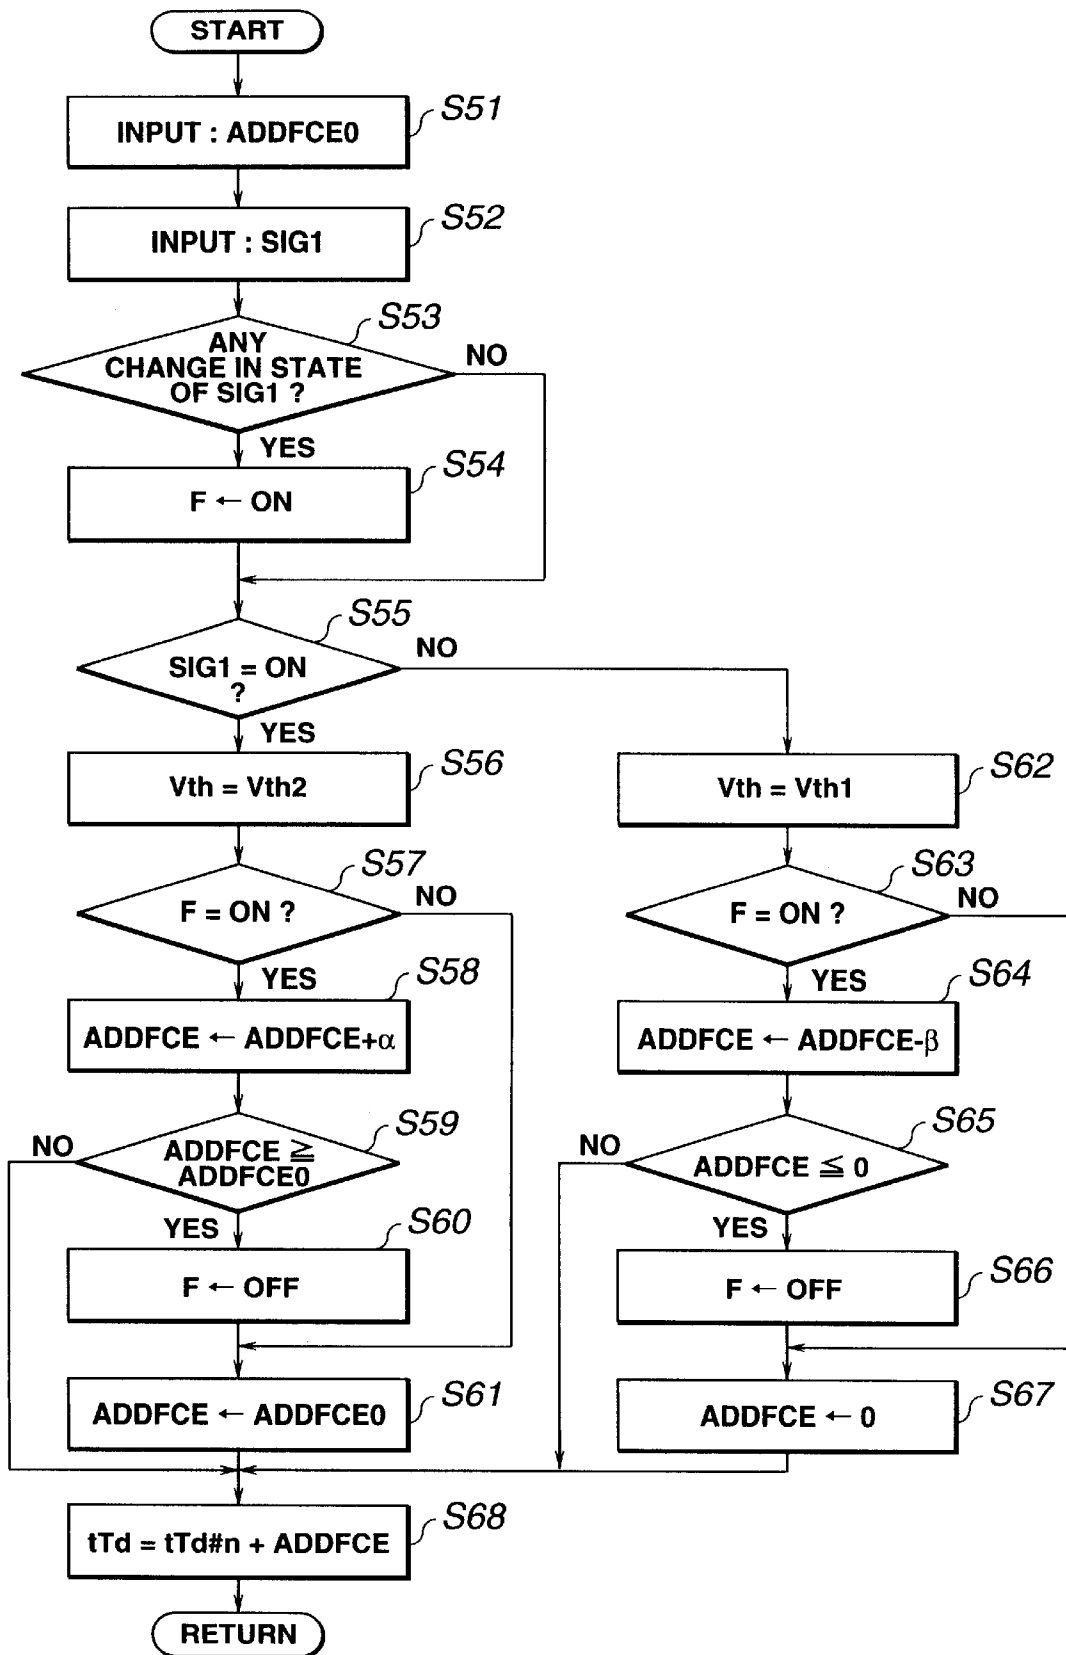 START
S51
INPUT : ADDFCE0
S52
INPUT : SIG1
S53
ANY
CHANGE IN STATE
OF SIG1 ?
NO
YES
S54
F ← ON
S55
SIG1 = ON
?
NO
YES
S56
Vth = Vth2
S62
Vth = Vth1
S57
F = ON ?
NO
YES
S63
F = ON ?
NO
YES
S58
ADDFCE ← ADDFCE+α
S64
ADDFCE ← ADDFCE-β
S59
ADDFCE ≧
ADDFCE0
NO
YES
S65
ADDFCE ≦ 0
NO
YES
S60
F ← OFF
S66
F ← OFF
S61
ADDFCE ← ADDFCE0
S67
ADDFCE ← 0
S68
tTd = tTd#n + ADDFCE
RETURN